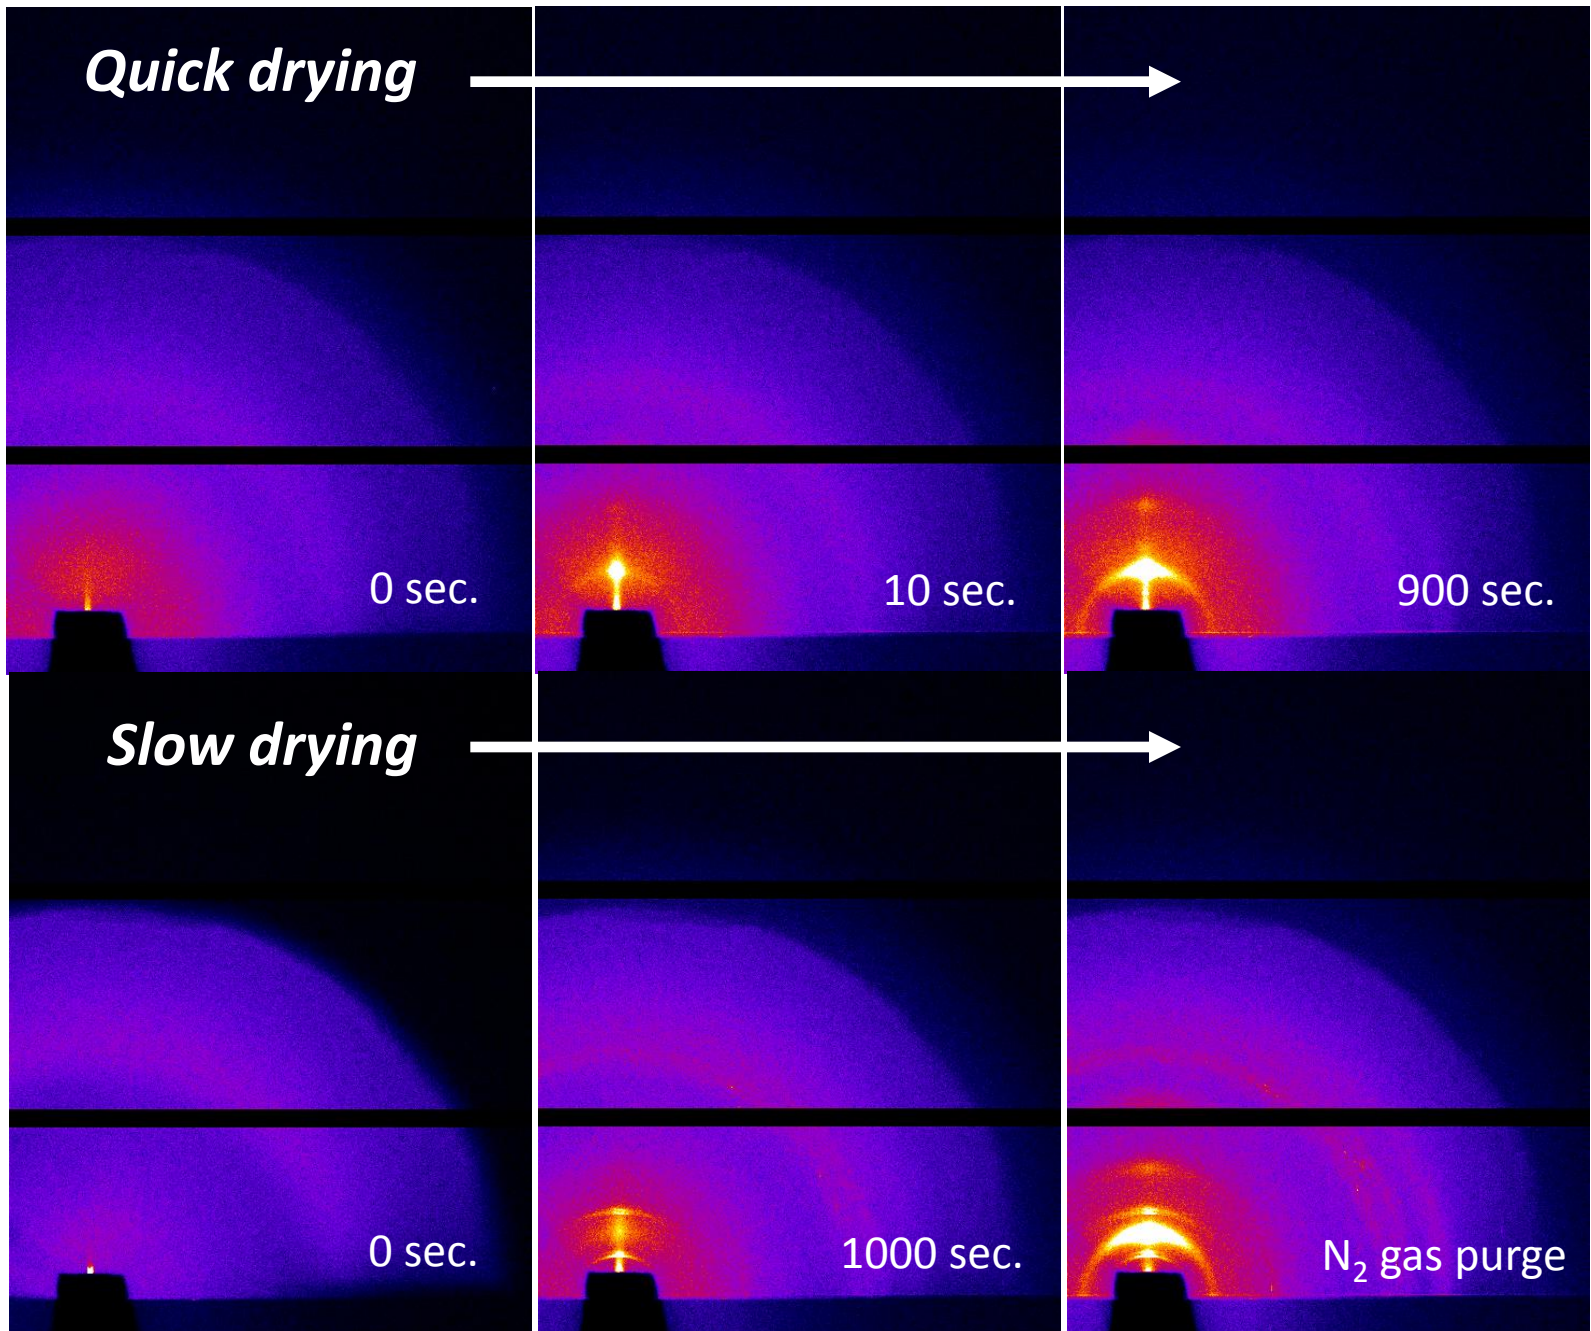 Quick drying
0 sec.
10 sec.
900 sec.
Slow drying
0 sec.
1000 sec.
N₂ gas purge